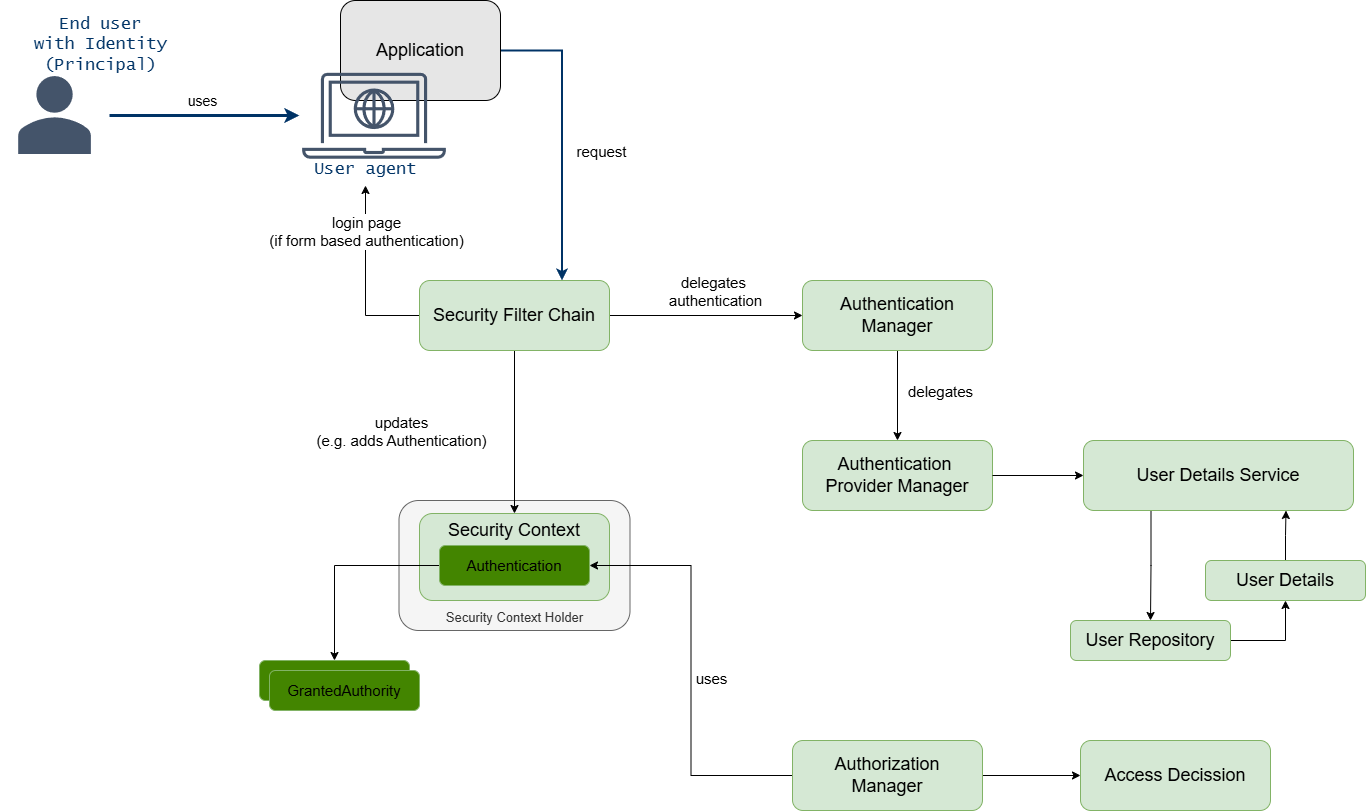 End user
with Identity
(Principal)
Application
uses
User agent
request
login page
(if form based authentication)
delegates
authentication
Security Filter Chain
Authentication
Manager
delegates
updates
(e.g. adds Authentication)
Authentication
Provider Manager
User Details Service
Security Context
Authentication
Security Context Holder
User Details
User Repository
GrantedAuthority
uses
Authorization
Manager
Access Decission